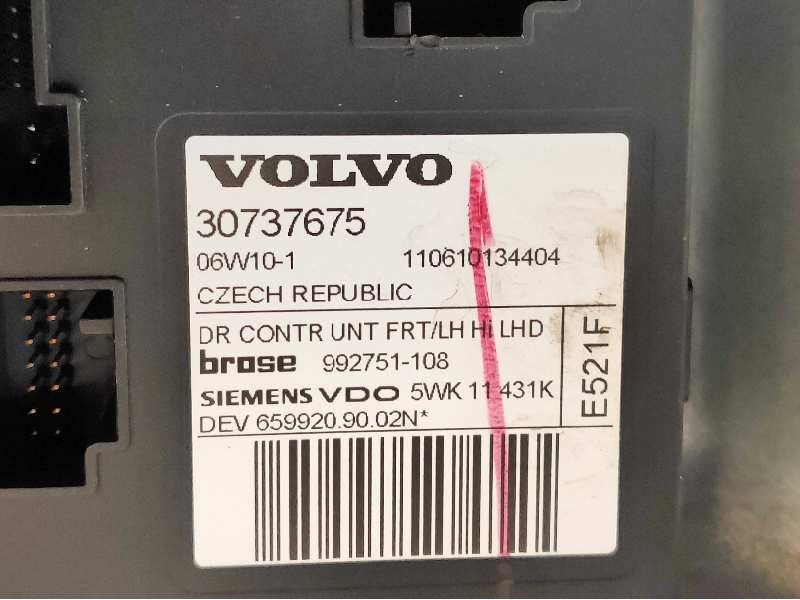 VOLVO
30737675
06W10-1 110610134404
CZECH REPUBLIC
DR CONTR UNT FRT/LH Hi LHD
brose 992751-108
SIEMENS VDO 5WK 11 431K
DEV 659920.90.02N*
E521F